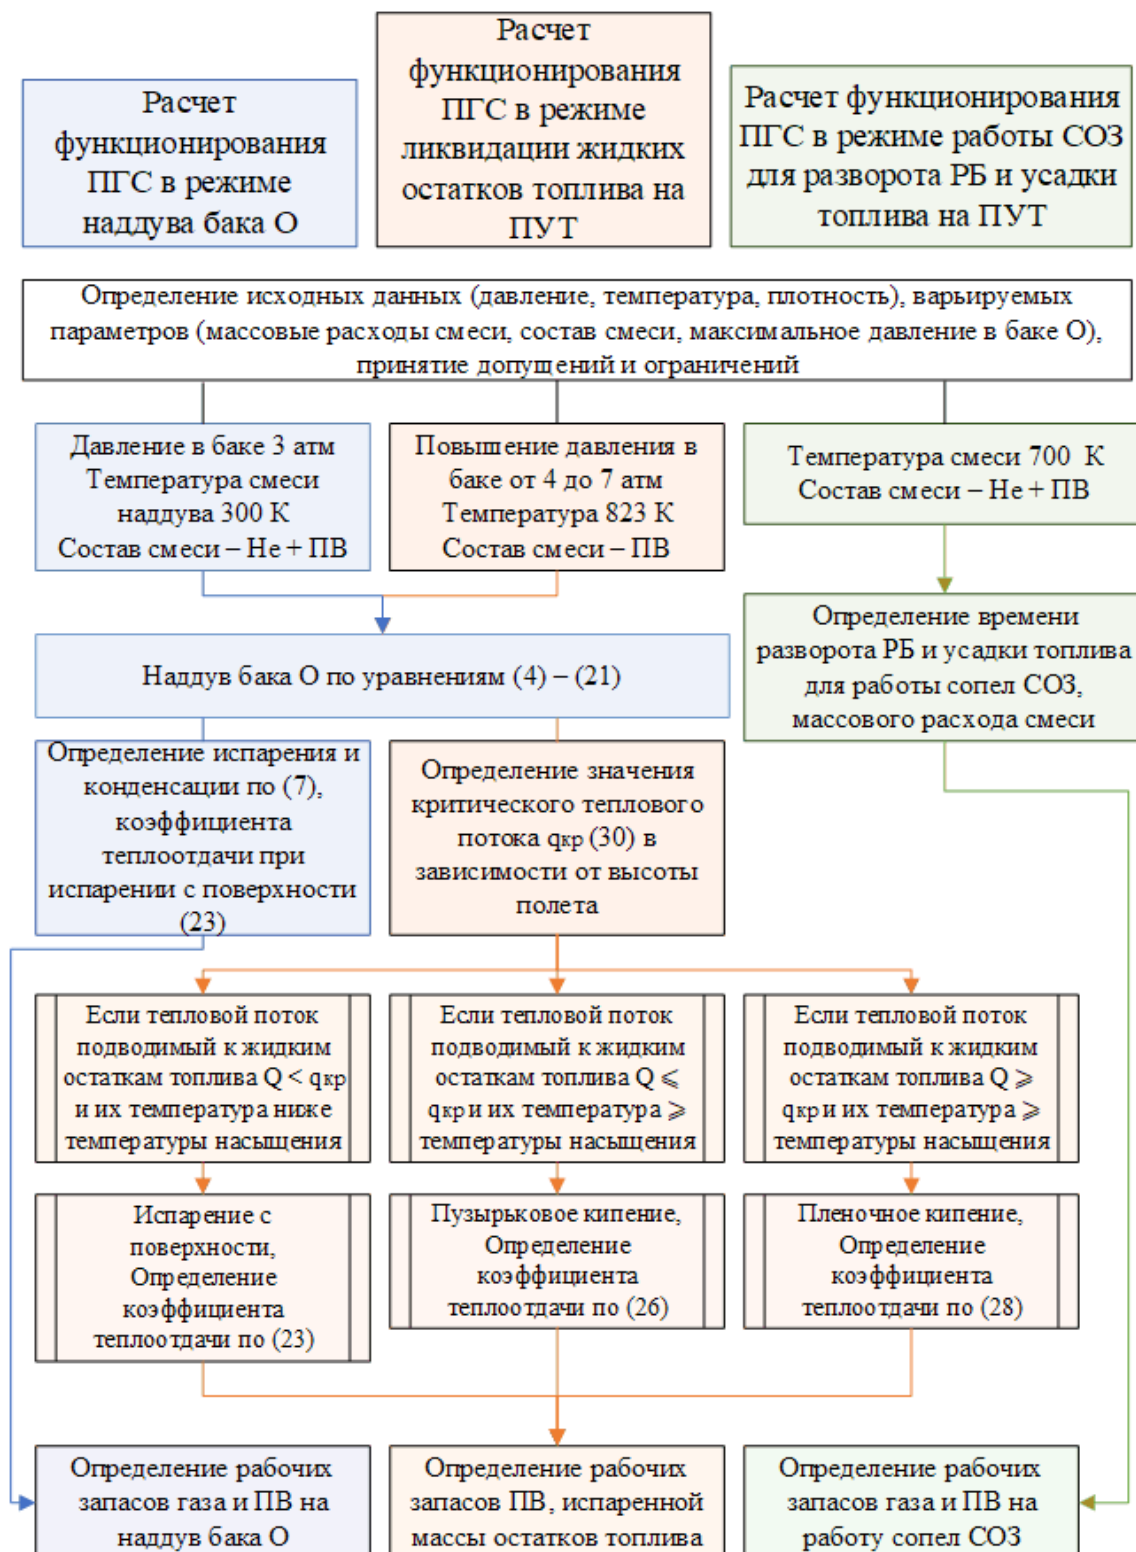 Расчет
функционирования
ПГС в режиме
наддува бака О
Расчет
функционирования
ПГС в режиме
ликвидации жидких
остатков топлива на
ПУТ
Расчет функционирования
ПГС в режиме работы СОЗ
для разворота РБ и усадки
топлива на ПУТ
Определение исходных данных (давление, температура, плотность), варьируемых
параметров (массовые расходы смеси, состав смеси, максимальное давление в баке О),
принятие допущений и ограничений
Давление в баке 3 атм
Температура смеси
наддува 300 К
Состав смеси – He + ПВ
Повышение давления в
баке от 4 до 7 атм
Температура 823 К
Состав смеси – ПВ
Температура смеси 700 К
Состав смеси – He + ПВ
Наддув бака О по уравнениям (4) – (21)
Определение времени
разворота РБ и усадки топлива
для работы сопел СОЗ,
массового расхода смеси
Определение испарения и
конденсации по (7),
коэффициента
теплоотдачи при
испарении с поверхности
(23)
Определение значения
критического теплового
потока qкр (30) в
зависимости от высоты
полета
Если тепловой поток
подводимый к жидким
остаткам топлива Q < qкр
и их температура ниже
температуры насыщения
Если тепловой поток
подводимый к жидким
остаткам топлива Q ⩽
qкр и их температура ⩾
температуры насыщения
Если тепловой поток
подводимый к жидким
остаткам топлива Q ⩾
qкр и их температура ⩾
температуры насыщения
Испарение с
поверхности,
Определение
коэффициента
теплоотдачи по (23)
Пузырьковое кипение,
Определение
коэффициента
теплоотдачи по (26)
Пленочное кипение,
Определение
коэффициента
теплоотдачи по (28)
Определение рабочих
запасов газа и ПВ на
наддув бака О
Определение рабочих
запасов ПВ, испаренной
массы остатков топлива
Определение рабочих
запасов газа и ПВ на
работу сопел СОЗ